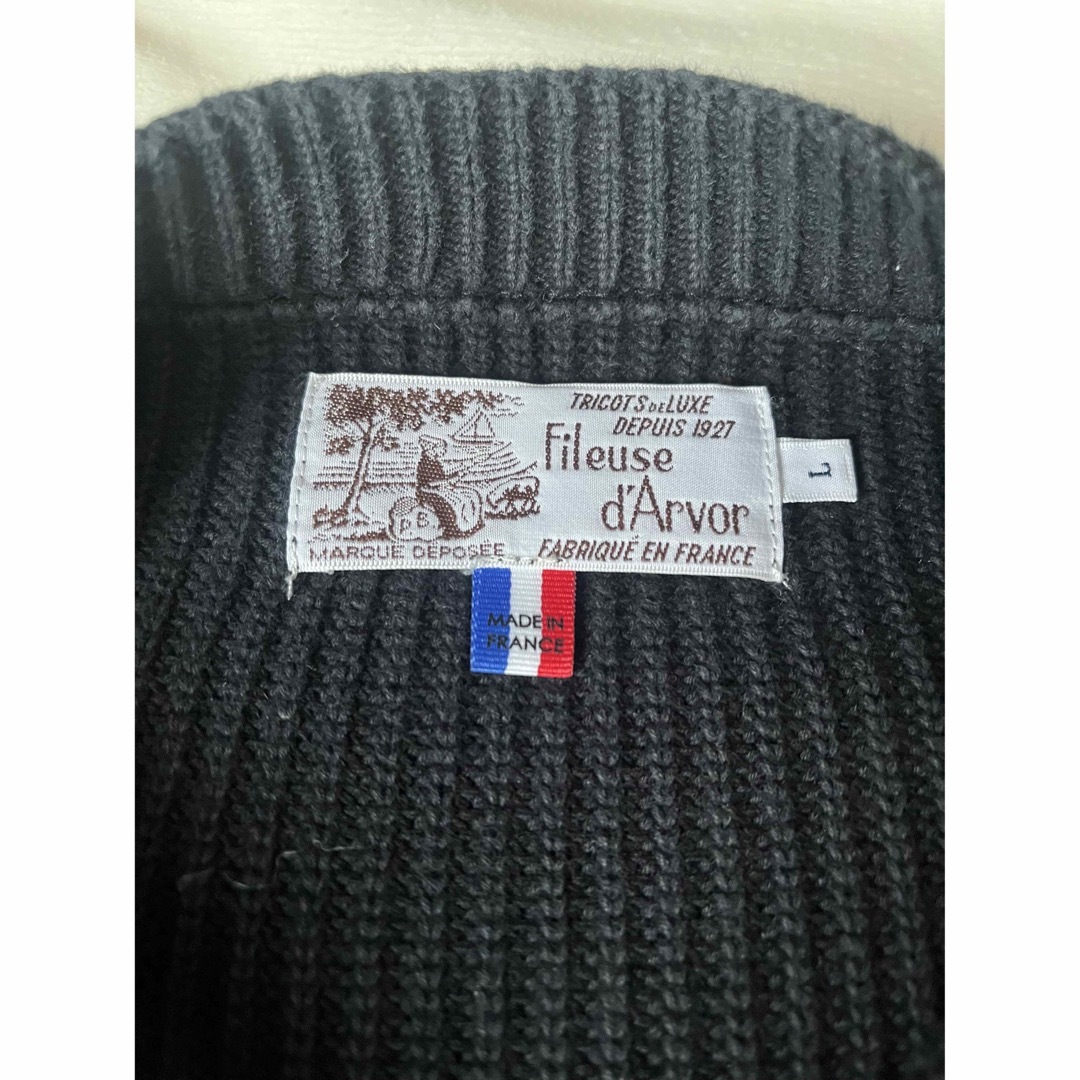 TRICOTS DE LUXE
DEPUIS 1927
Fileuse
d'Arvor
P.B.
MARQUE DÉPOSÉE
FABRIQUÉ EN FRANCE
L
MADE IN
FRANCE